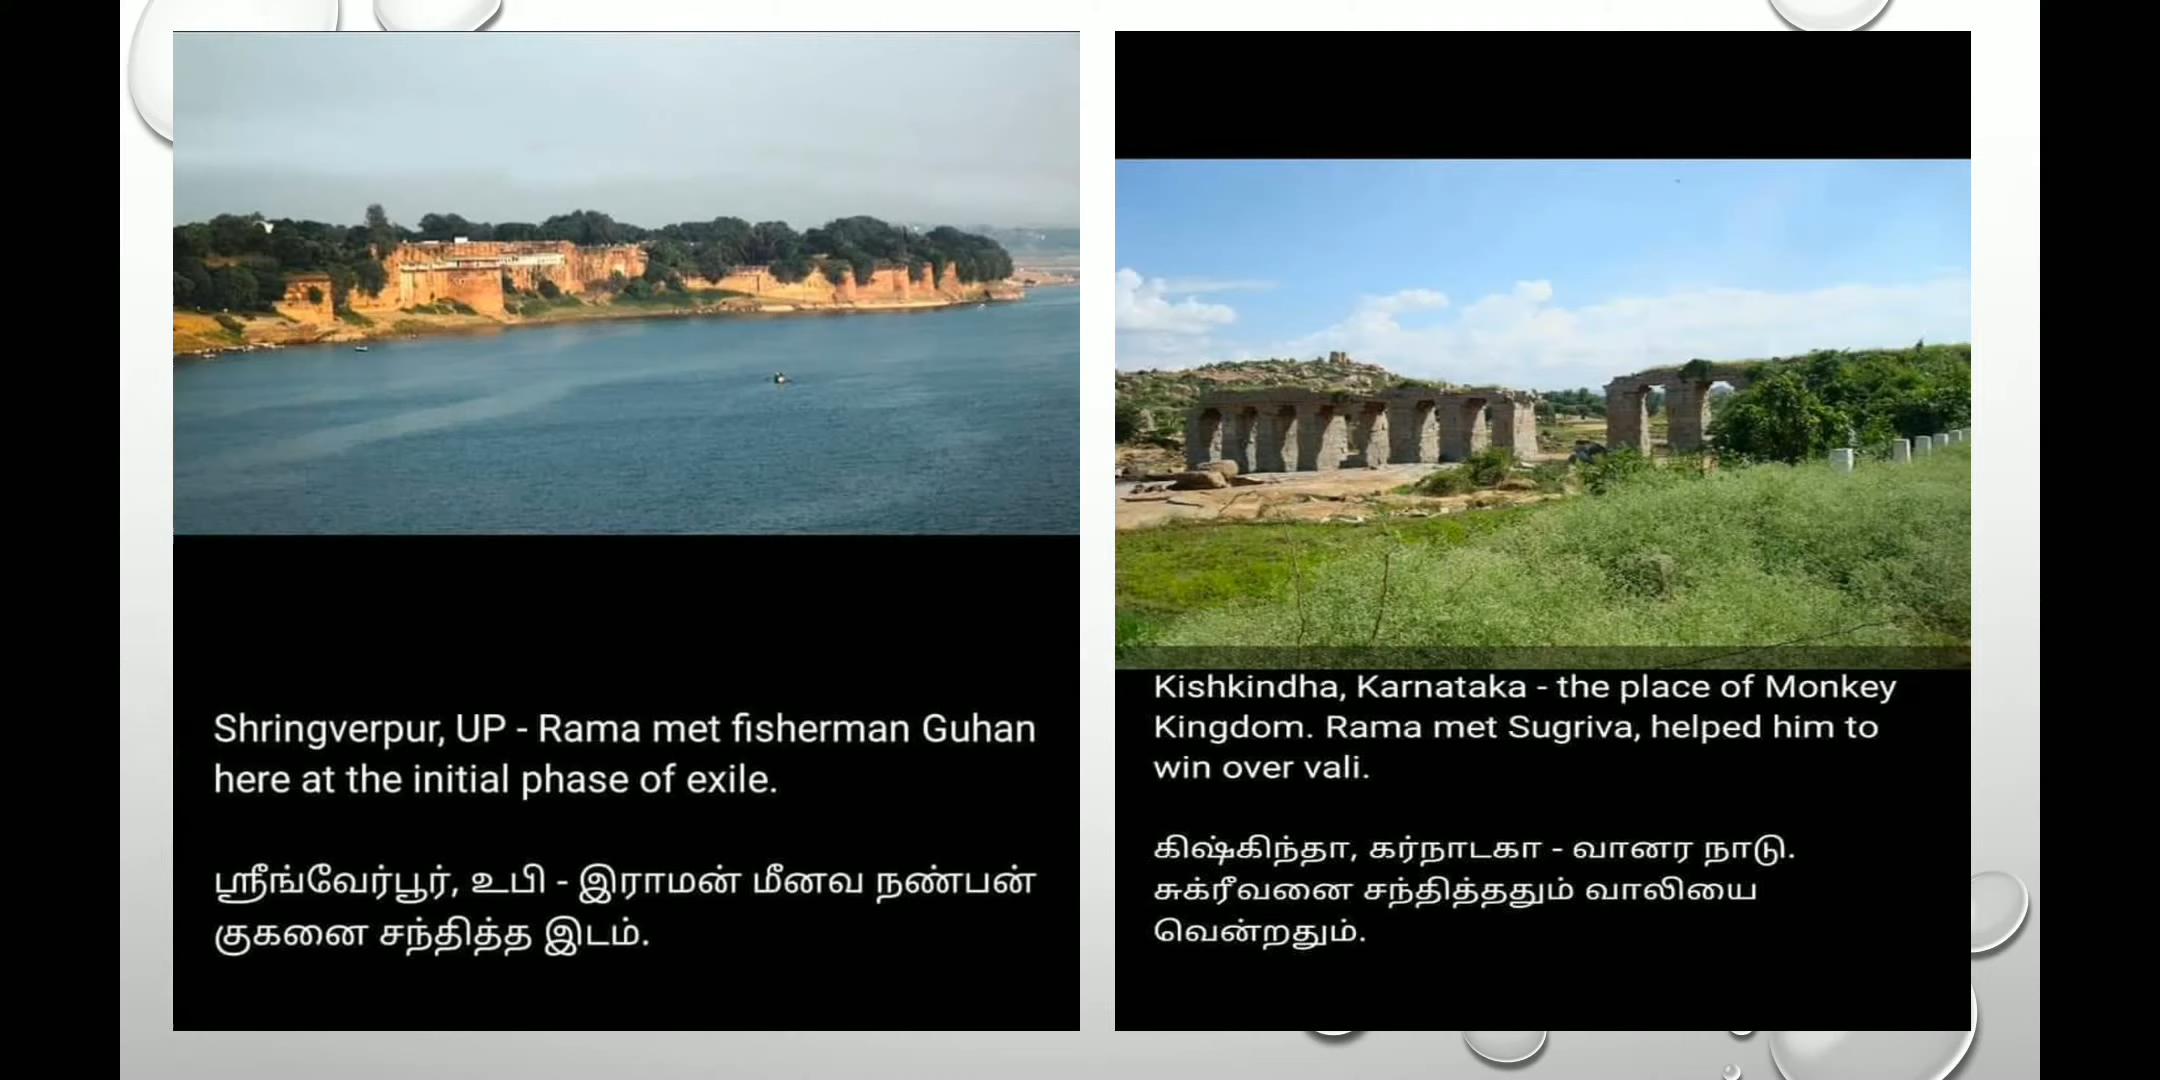 Shringverpur, UP - Rama met fisherman Guhan
here at the initial phase of exile.
ஸ்ரீங்வேர்பூர், உபி - இராமன் மீனவ நண்பன்
குகனை சந்தித்த இடம்.
Kishkindha, Karnataka - the place of Monkey
Kingdom. Rama met Sugriva, helped him to
win over vali.
கிஷ்கிந்தா, கர்நாடகா - வானர நாடு.
சுக்ரீவனை சந்தித்ததும் வாலியை
வென்றதும்.